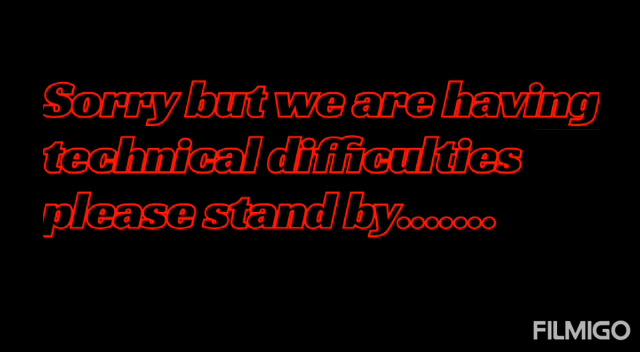 Sorry but we are having
technical difficulties
please stand by.......
FILMIGO